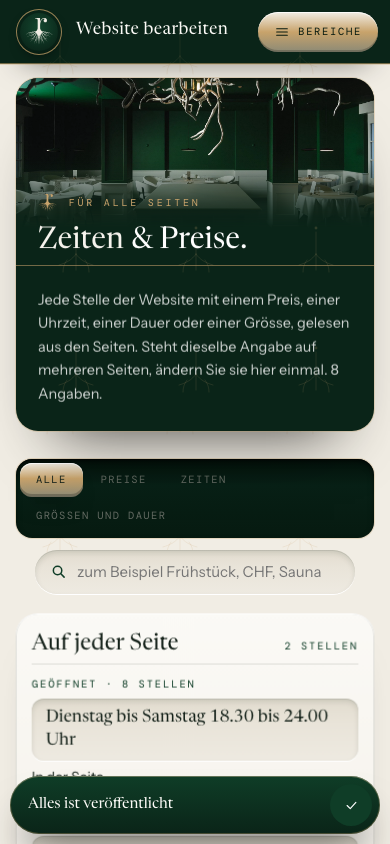 r
Website bearbeiten
BEREICHE
FÜR ALLE SEITEN
Zeiten & Preise.
Jede Stelle der Website mit einem Preis, einer
Uhrzeit, einer Dauer oder einer Grösse, gelesen
aus den Seiten. Steht dieselbe Angabe auf
mehreren Seiten, ändern Sie sie hier einmal. 8
Angaben.
ALLE PREISE ZEITEN
GRÖSSEN UND DAUER
zum Beispiel Frühstück, CHF, Sauna
Auf jeder Seite 2 STELLEN
GEÖFFNET · 8 STELLEN
Dienstag bis Samstag 18.30 bis 24.00
Uhr
In der Seite
Alles ist veröffentlicht